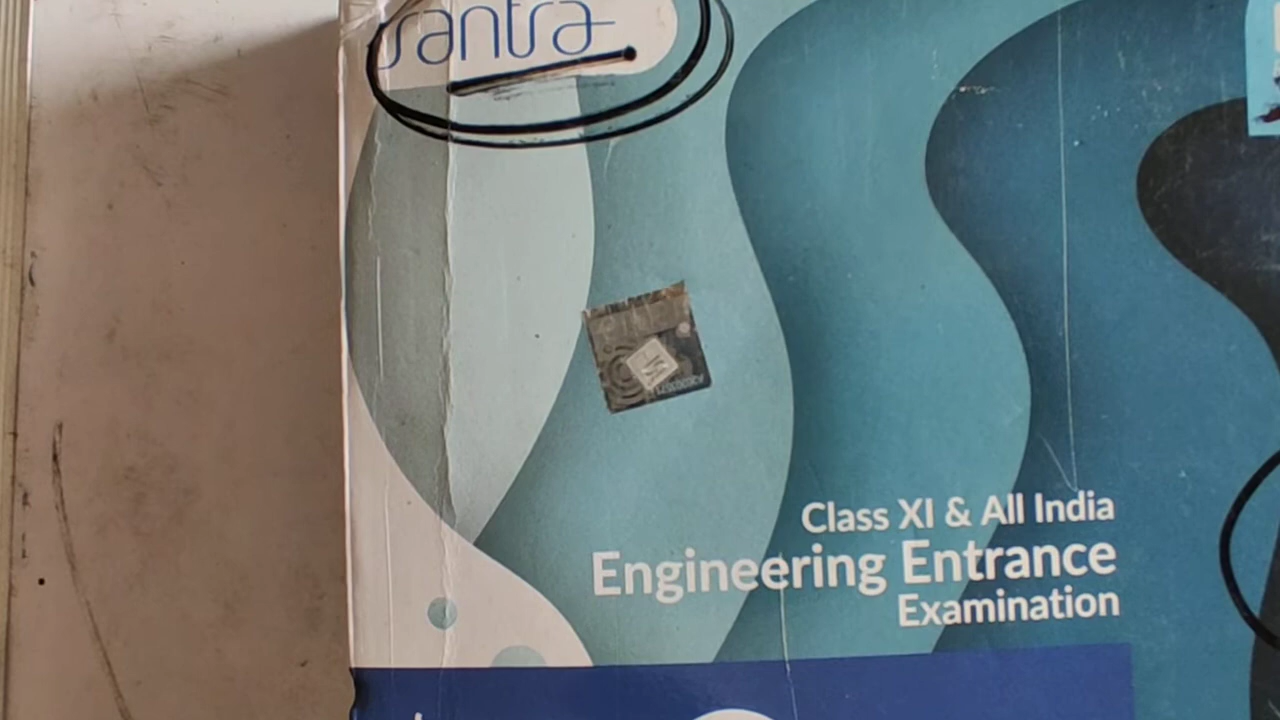 santra
Class XI & All India
Engineering Entrance
Examination